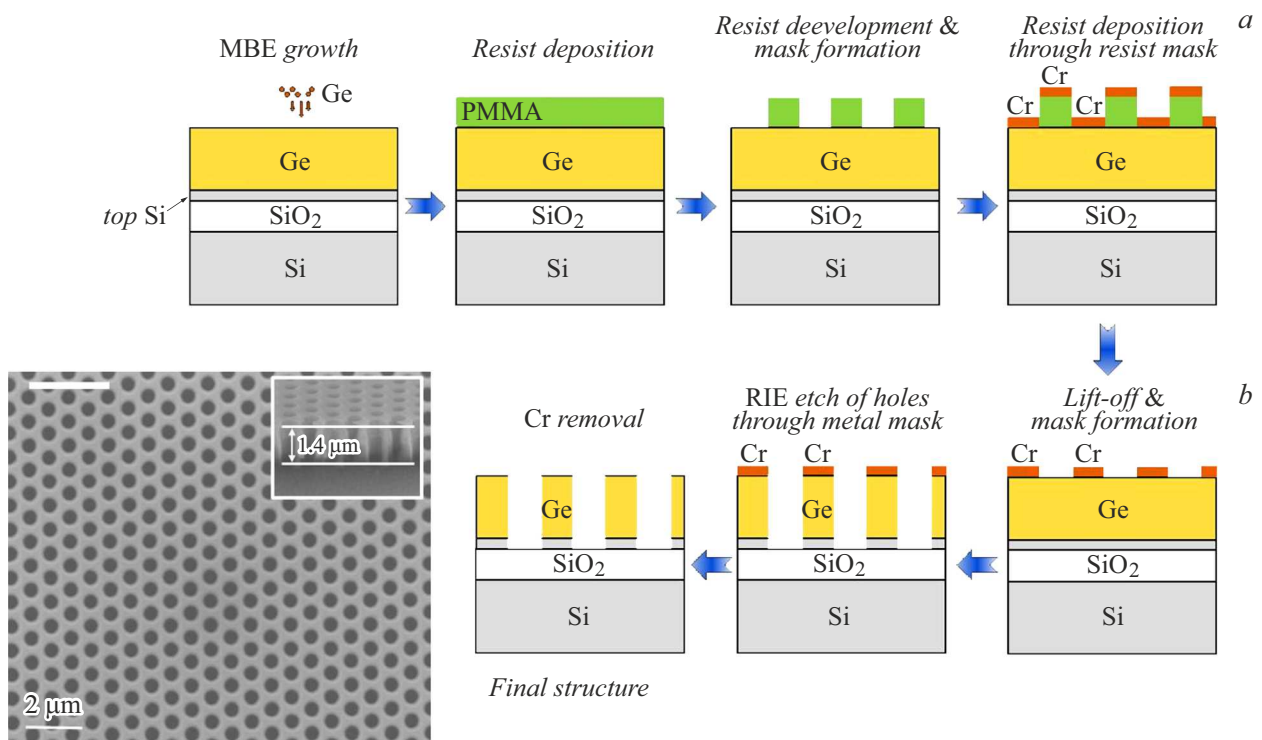 MBE growth
Ge
Ge
top Si
SiO2
Si
Resist deposition
PMMA
Ge
SiO2
Si
Resist deevelopment &
mask formation
Ge
SiO2
Si
Resist deposition
through resist mask
a
Cr
Cr
Cr
Ge
SiO2
Si
1.4 µm
2 µm
Cr removal
Ge
SiO2
Si
Final structure
RIE etch of holes
through metal mask
Cr
Cr
Ge
SiO2
Si
Lift-off &
mask formation
b
Cr
Cr
Ge
SiO2
Si